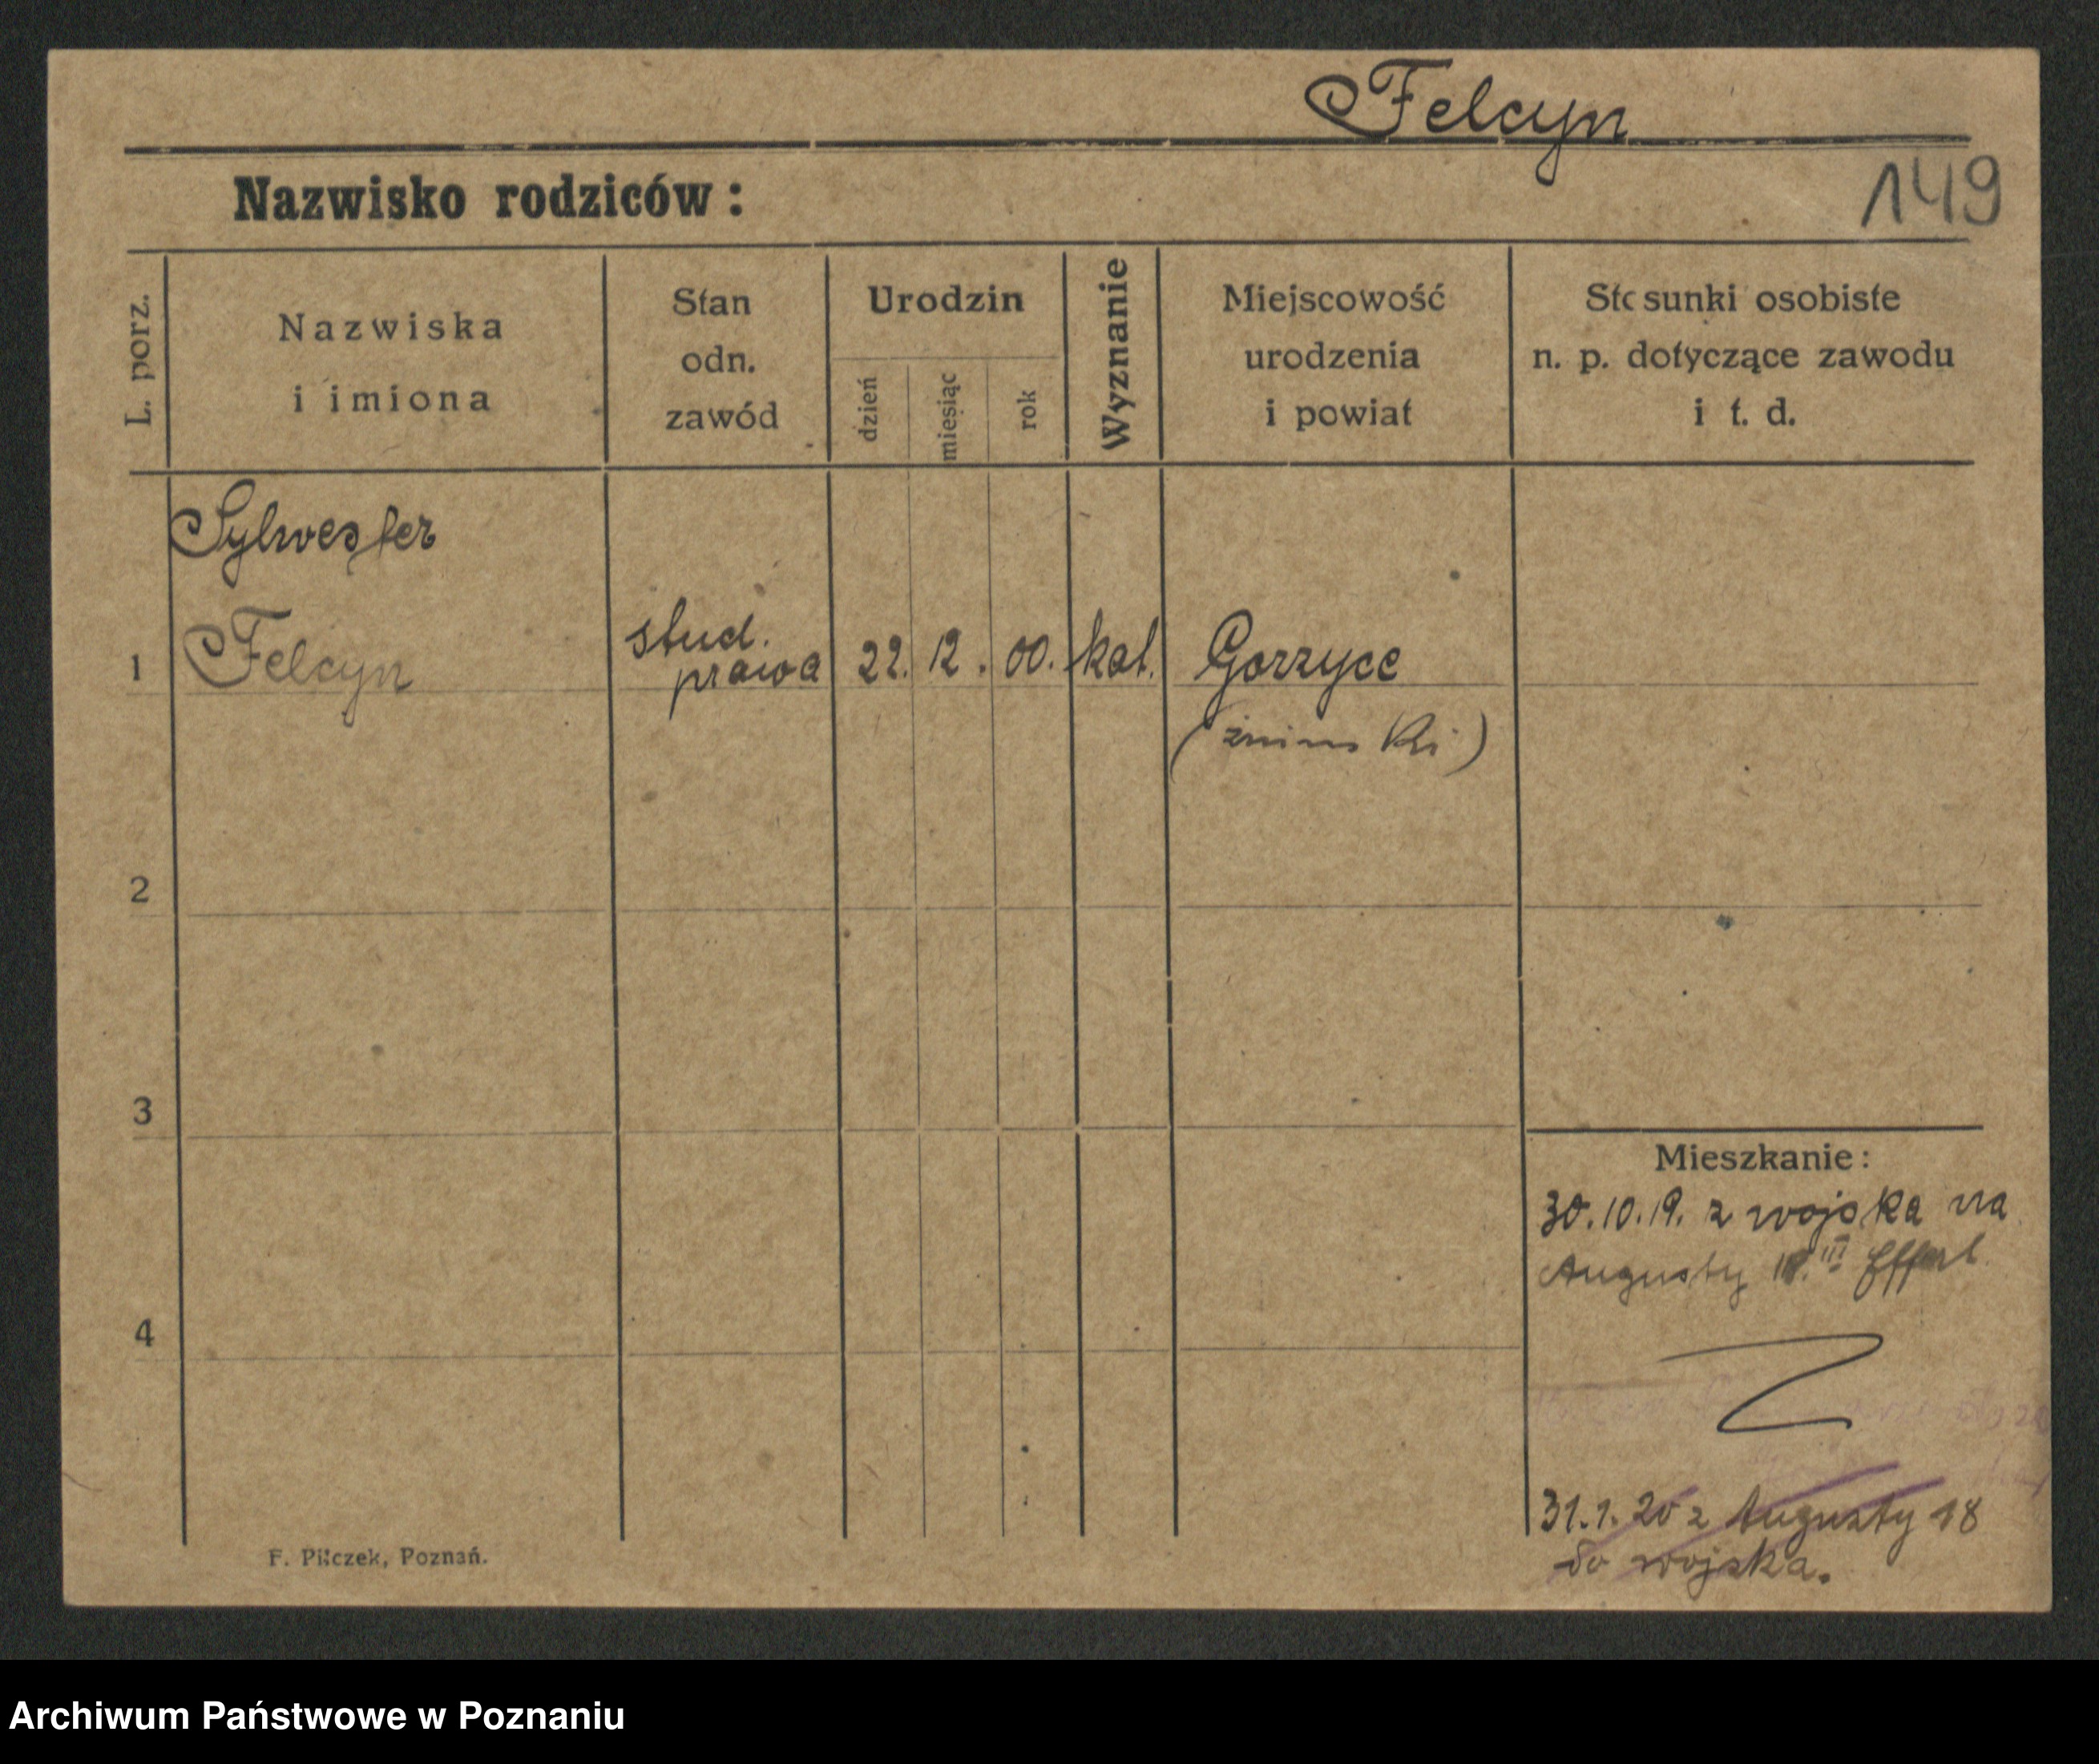 Felcyn
Nazwisko rodziców:
149
L. porz.
Nazwiska
i imiona
Stan
odn.
zawód
Urodzin
dzień
miesiąc
rok
Wyznanie
Miejscowość
urodzenia
i powiat
Stosunki osobiste
n. p. dotyczące zawodu
i t. d.
Sylwester
1 Felcyn stud. prawa 22. 12. 00. kat. Gorzyce
2
3
4
Mieszkanie:
30.10.19. z wojska na
Augusty 18. III
31.1.20 z Augusty 18
do wojska.
F. Pilczek, Poznań.
Archiwum Państwowe w Poznaniu